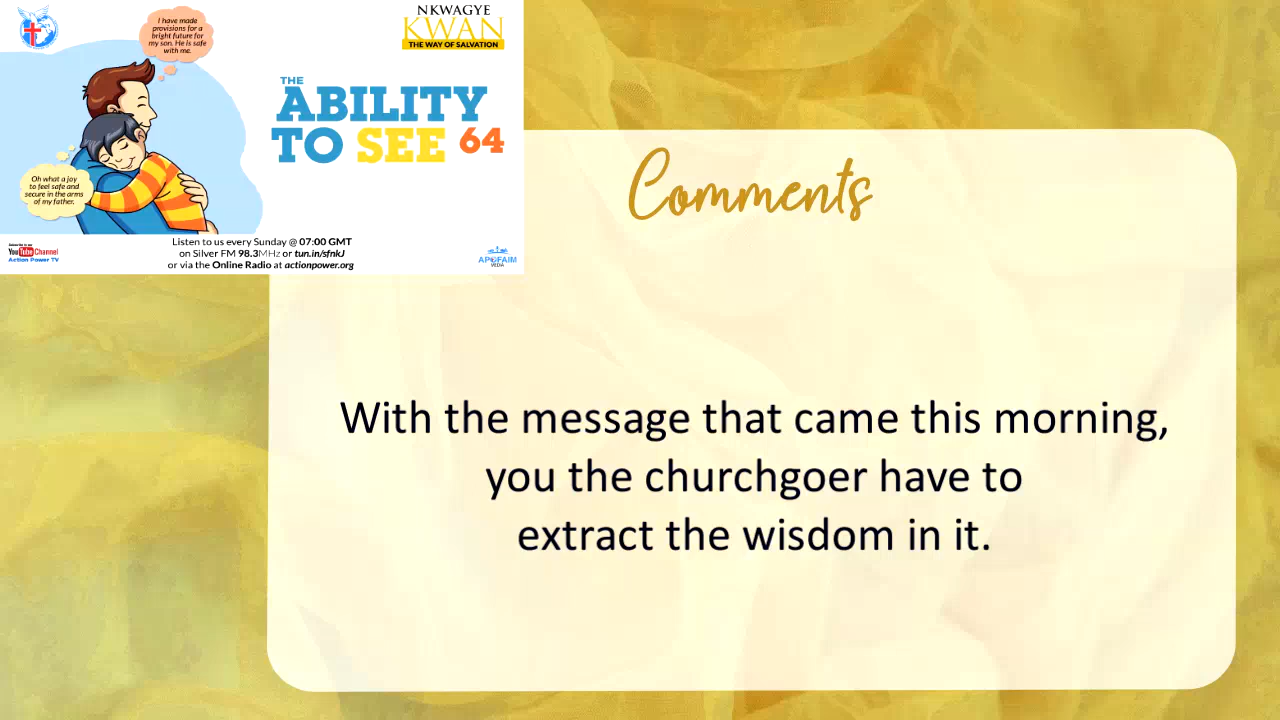 I have made
provisions for a
bright future for
my son. He is safe
with me.
NKWAGYE
KWAN
THE WAY OF SALVATION
THE
ABILITY
TO SEE 64
Oh what a joy
to feel safe and
secure in the arms
of my father.
Listen to us every Sunday @ 07:00 GMT
on Silver FM 98.3MHz or tun.in/sfnkJ
or via the Online Radio at actionpower.org
YouTube Channel
Action Power TV
APOFAIM
MEDIA
Comments
With the message that came this morning,
you the churchgoer have to
extract the wisdom in it.